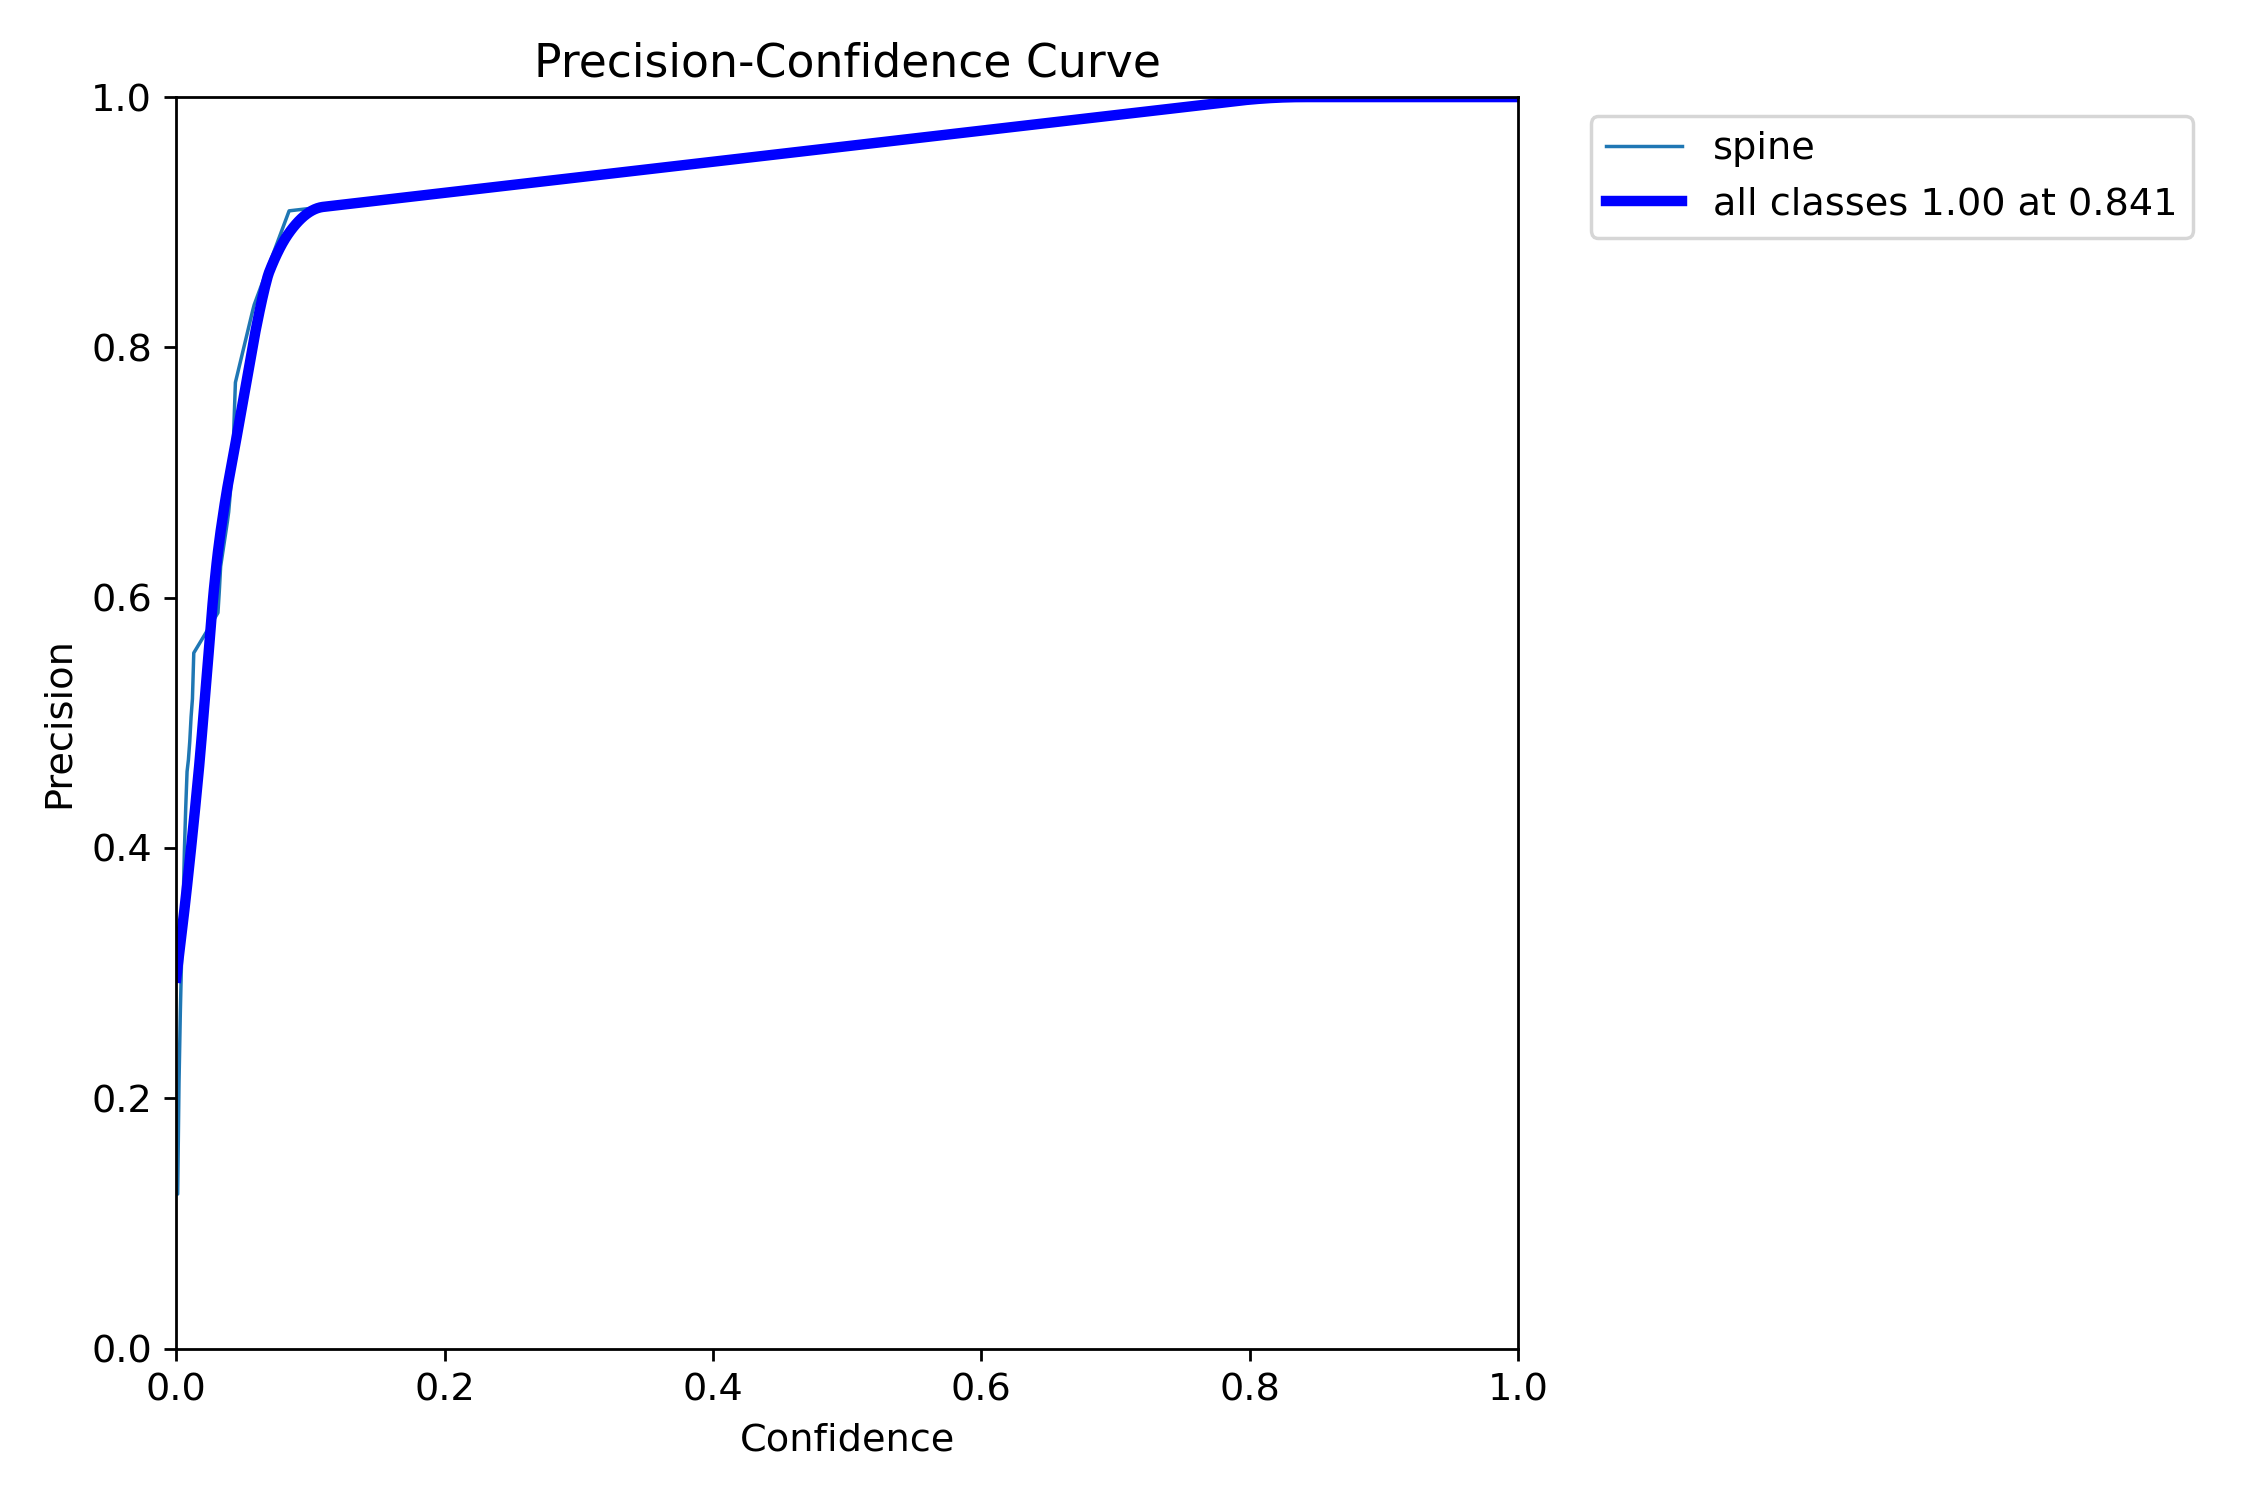 Precision-Confidence Curve
1.0
0.8
0.6
0.4
0.2
0.0
Precision
0.0 0.2 0.4 0.6 0.8 1.0
Confidence
spine
all classes 1.00 at 0.841